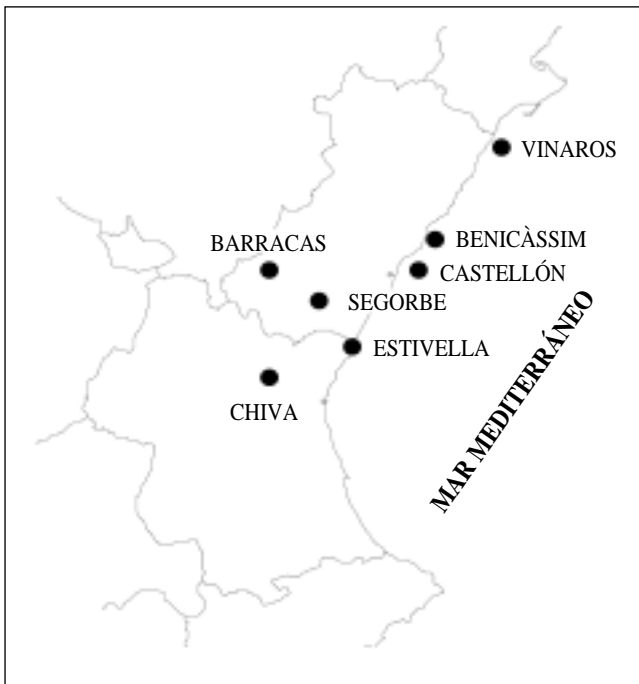 VINAROS
BENICÀSSIM
BARRACAS
CASTELLÓN
SEGORBE
ESTIVELLA
CHIVA
MAR MEDITERRÁNEO